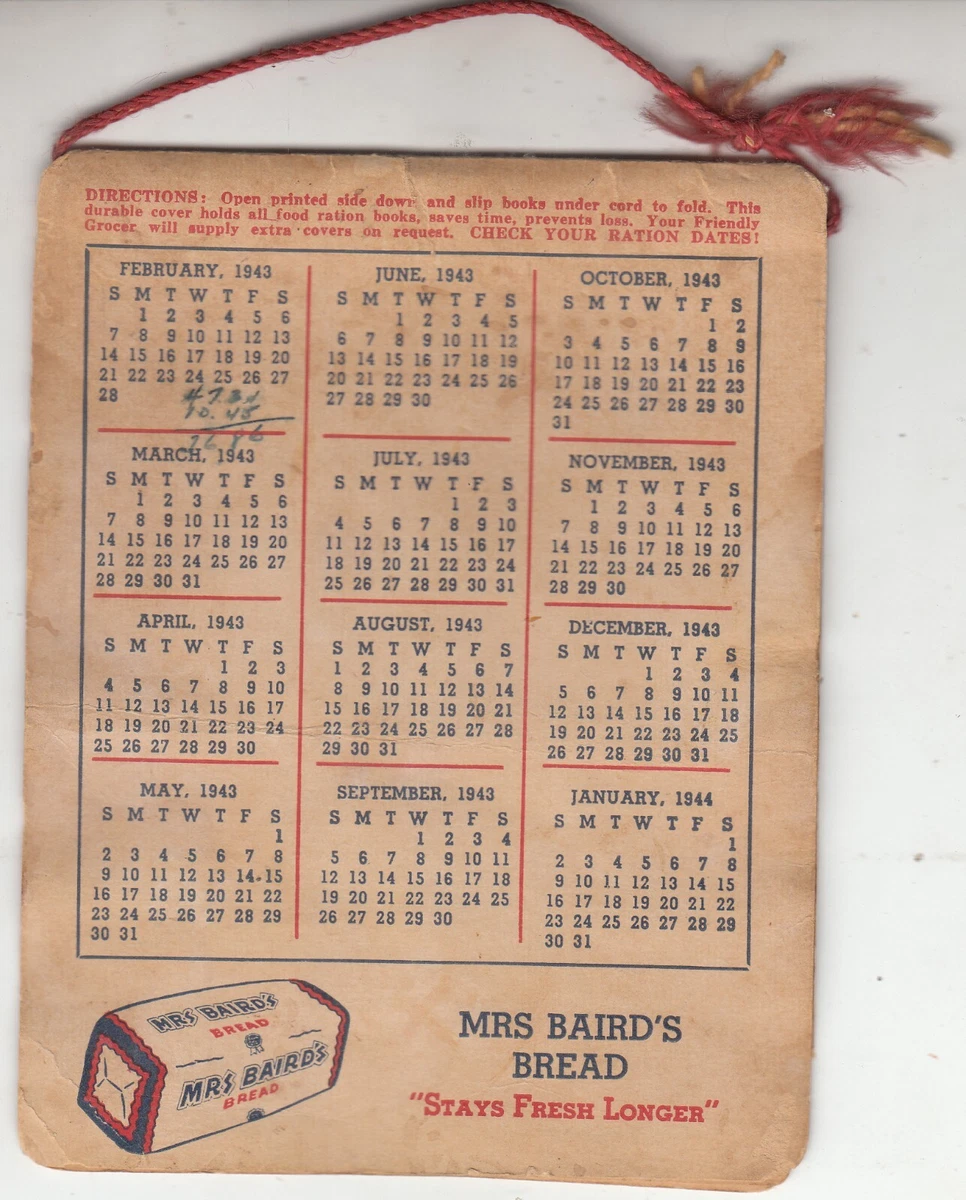 DIRECTIONS: Open printed side down and slip books under cord to fold. This
durable cover holds all food ration books, saves time, prevents loss. Your Friendly
Grocer will supply extra covers on request. CHECK YOUR RATION DATES!
FEBRUARY, 1943
S M T W T F S
1 2 3 4 5 6
7 8 9 10 11 12 13
14 15 16 17 18 19 20
21 22 23 24 25 26 27
28
10.45
MARCH, 1943
S M T W T F S
1 2 3 4 5 6
7 8 9 10 11 12 13
14 15 16 17 18 19 20
21 22 23 24 25 26 27
28 29 30 31
APRIL, 1943
S M T W T F S
1 2 3
4 5 6 7 8 9 10
11 12 13 14 15 16 17
18 19 20 21 22 23 24
25 26 27 28 29 30
MAY, 1943
S M T W T F S
1
2 3 4 5 6 7 8
9 10 11 12 13 14 15
16 17 18 19 20 21 22
23 24 25 26 27 28 29
30 31
JUNE, 1943
S M T W T F S
1 2 3 4 5
6 7 8 9 10 11 12
13 14 15 16 17 18 19
20 21 22 23 24 25 26
27 28 29 30
JULY, 1943
S M T W T F S
1 2 3
4 5 6 7 8 9 10
11 12 13 14 15 16 17
18 19 20 21 22 23 24
25 26 27 28 29 30 31
AUGUST, 1943
S M T W T F S
1 2 3 4 5 6 7
8 9 10 11 12 13 14
15 16 17 18 19 20 21
22 23 24 25 26 27 28
29 30 31
SEPTEMBER, 1943
S M T W T F S
1 2 3 4
5 6 7 8 9 10 11
12 13 14 15 16 17 18
19 20 21 22 23 24 25
26 27 28 29 30
OCTOBER, 1943
S M T W T F S
1 2
3 4 5 6 7 8 9
10 11 12 13 14 15 16
17 18 19 20 21 22 23
24 25 26 27 28 29 30
31
NOVEMBER, 1943
S M T W T F S
1 2 3 4 5 6
7 8 9 10 11 12 13
14 15 16 17 18 19 20
21 22 23 24 25 26 27
28 29 30
DECEMBER, 1943
S M T W T F S
1 2 3 4
5 6 7 8 9 10 11
12 13 14 15 16 17 18
19 20 21 22 23 24 25
26 27 28 29 30 31
JANUARY, 1944
S M T W T F S
1
2 3 4 5 6 7 8
9 10 11 12 13 14 15
16 17 18 19 20 21 22
23 24 25 26 27 28 29
30 31
MRS BAIRD'S
BREAD
MRS BAIRD'S
BREAD
MRS BAIRD'S
BREAD
"STAYS FRESH LONGER"